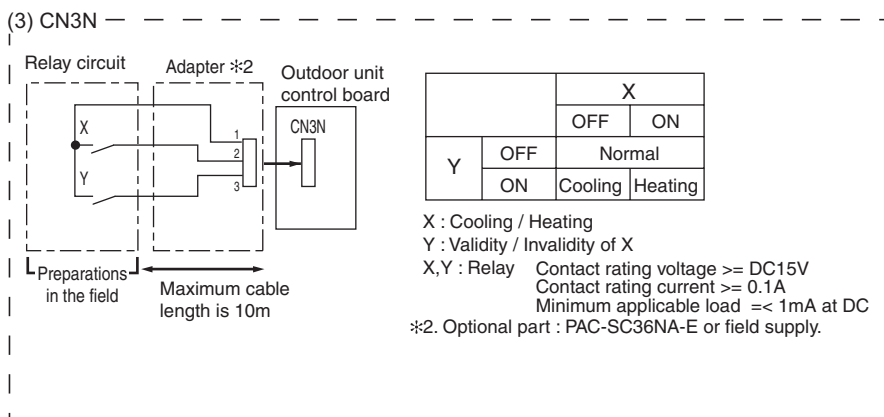 (3) CN3N
Relay circuit
Adapter ✻2
Outdoor unit
control board
X
Y
1
2
3
CN3N
Preparations
in the field
Maximum cable
length is 10m
X
OFF ON
Y OFF Normal
ON Cooling Heating
X : Cooling / Heating
Y : Validity / Invalidity of X
X,Y : Relay Contact rating voltage >= DC15V
Contact rating current >= 0.1A
Minimum applicable load =< 1mA at DC
✻2. Optional part : PAC-SC36NA-E or field supply.